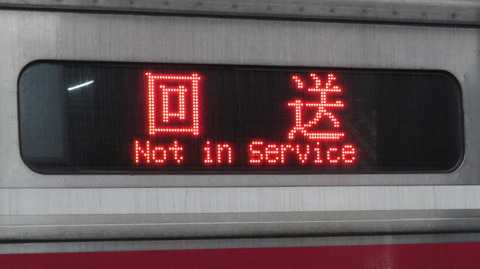 回 送
Not in Service